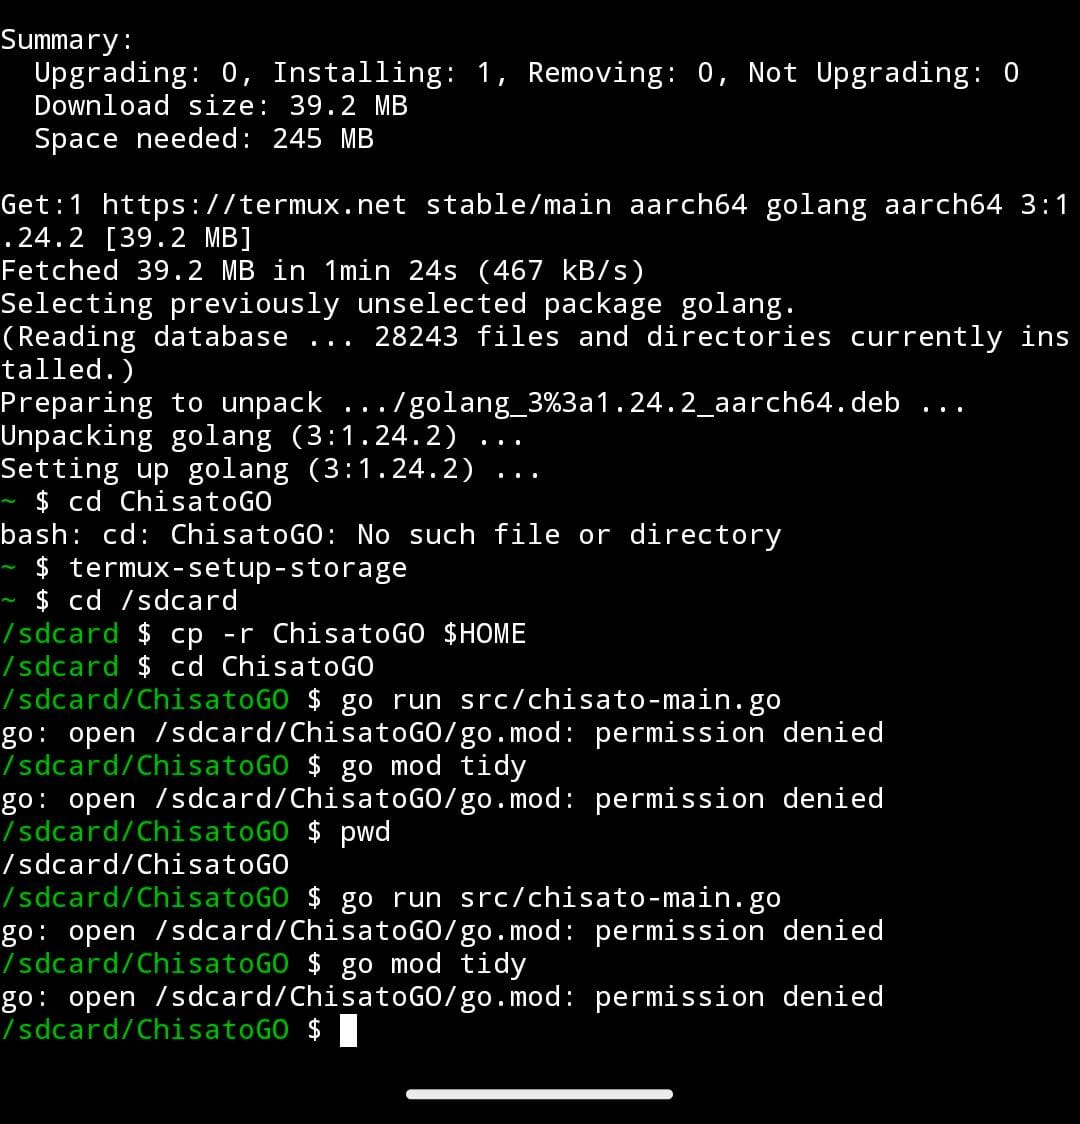 Summary:
  Upgrading: 0, Installing: 1, Removing: 0, Not Upgrading: 0
  Download size: 39.2 MB
  Space needed: 245 MB

Get:1 https://termux.net stable/main aarch64 golang aarch64 3:1
.24.2 [39.2 MB]
Fetched 39.2 MB in 1min 24s (467 kB/s)
Selecting previously unselected package golang.
(Reading database ... 28243 files and directories currently ins
talled.)
Preparing to unpack .../golang_3%3a1.24.2_aarch64.deb ...
Unpacking golang (3:1.24.2) ...
Setting up golang (3:1.24.2) ...
~ $ cd ChisatoGO
bash: cd: ChisatoGO: No such file or directory
~ $ termux-setup-storage
~ $ cd /sdcard
/sdcard $ cp -r ChisatoGO $HOME
/sdcard $ cd ChisatoGO
/sdcard/ChisatoGO $ go run src/chisato-main.go
go: open /sdcard/ChisatoGO/go.mod: permission denied
/sdcard/ChisatoGO $ go mod tidy
go: open /sdcard/ChisatoGO/go.mod: permission denied
/sdcard/ChisatoGO $ pwd
/sdcard/ChisatoGO
/sdcard/ChisatoGO $ go run src/chisato-main.go
go: open /sdcard/ChisatoGO/go.mod: permission denied
/sdcard/ChisatoGO $ go mod tidy
go: open /sdcard/ChisatoGO/go.mod: permission denied
/sdcard/ChisatoGO $